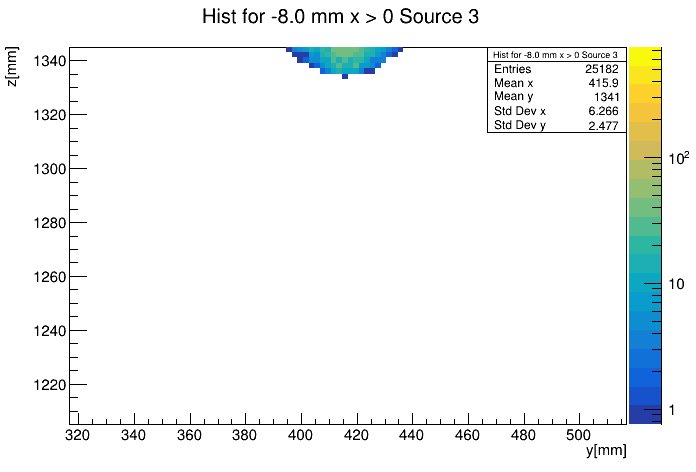 Hist for -8.0 mm x > 0 Source 3
z[mm]
1340
1320
1300
1280
1260
1240
1220
320 340 360 380 400 420 440 460 480 500
y[mm]
Hist for -8.0 mm x > 0 Source 3
Entries 25182
Mean x 415.9
Mean y 1341
Std Dev x 6.266
Std Dev y 2.477
10²
10
1